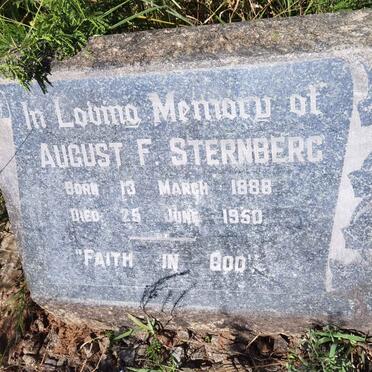 In Loving Memory of
AUGUST F. STERNBERG
BORN 13 MARCH 1888
DIED 25 JUNE 1950
"FAITH IN GOD".